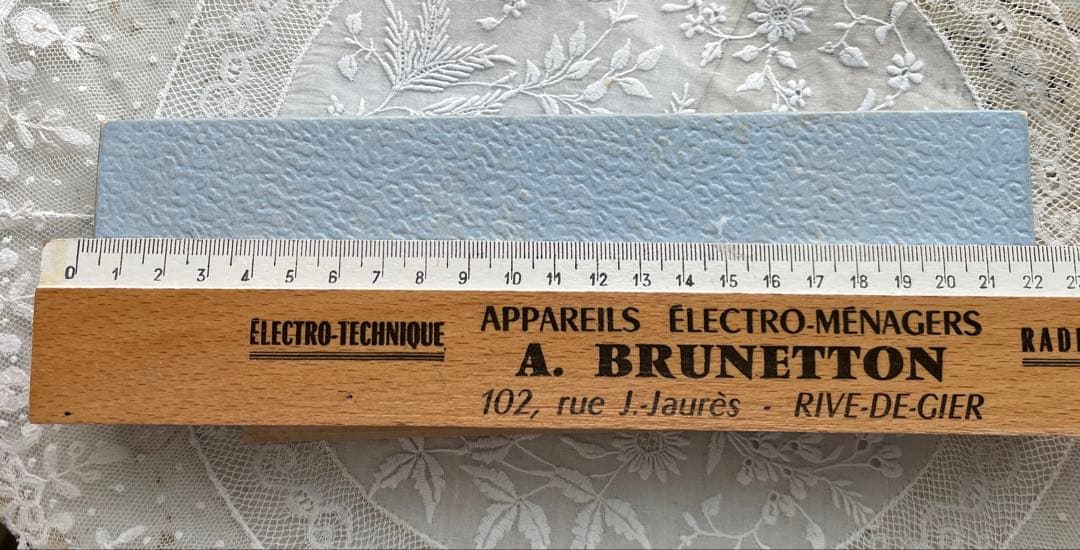 0 1 2 3 4 5 6 7 8 9 10 11 12 13 14 15 16 17 18 19 20 21 22
ÉLECTRO-TECHNIQUE
APPAREILS ÉLECTRO-MÉNAGERS
A. BRUNETTON
102, rue J.-Jaurès - RIVE-DE-GIER
RADI